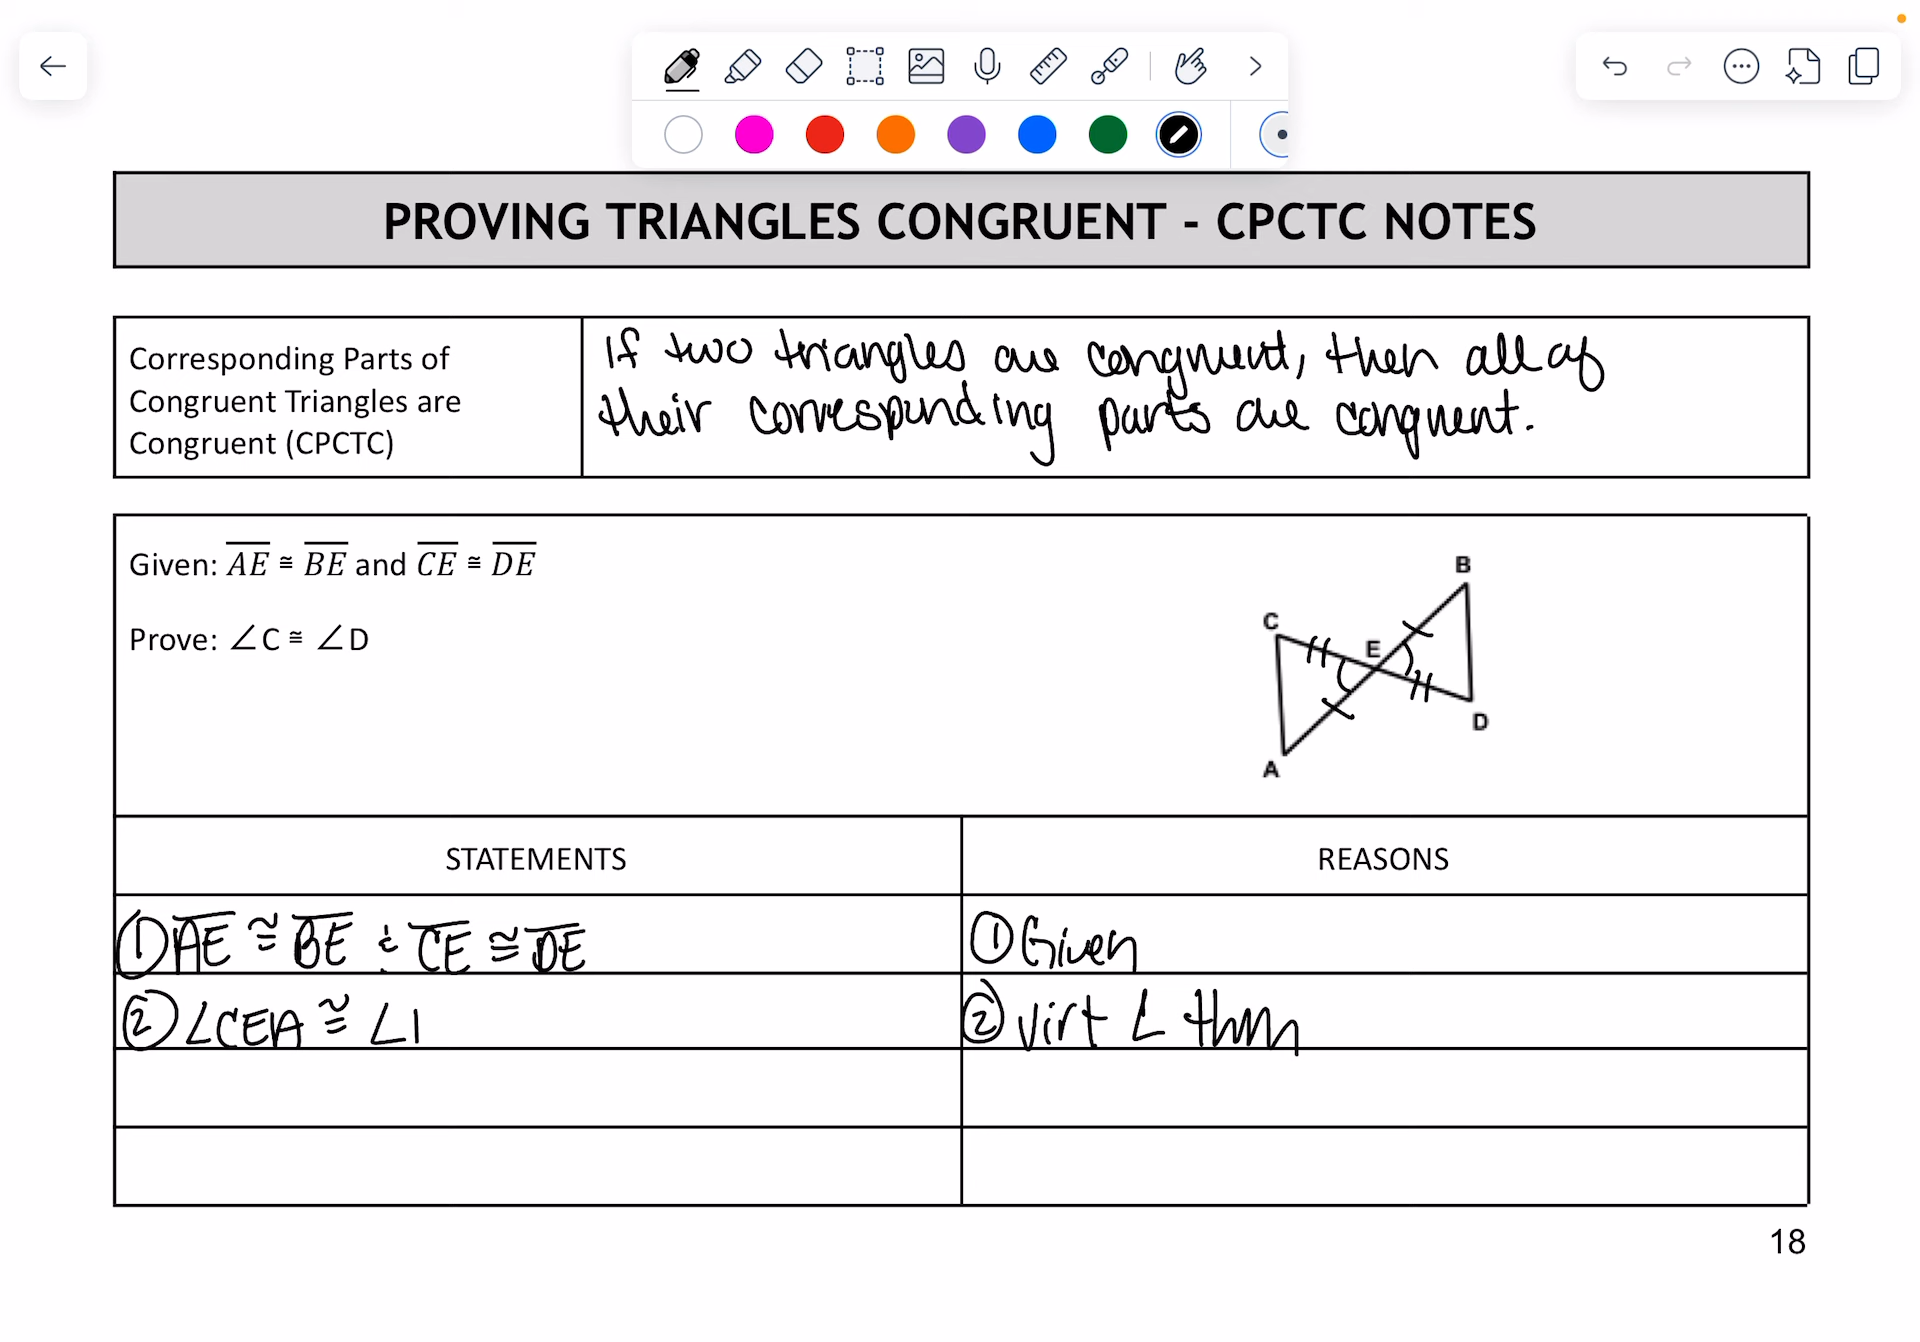 PROVING TRIANGLES CONGRUENT - CPCTC NOTES
Corresponding Parts of
Congruent Triangles are
Congruent (CPCTC)
If two triangles are congruent, then all of
their corresponding parts are congruent.
Given: AE ≅ BE and CE ≅ DE
Prove: ∠C ≅ ∠D
B
C
E
D
A
STATEMENTS
REASONS
① AE ≅ BE & CE ≅ DE
① Given
② ∠CEA ≅ ∠I
② Virt ∠ thm
18